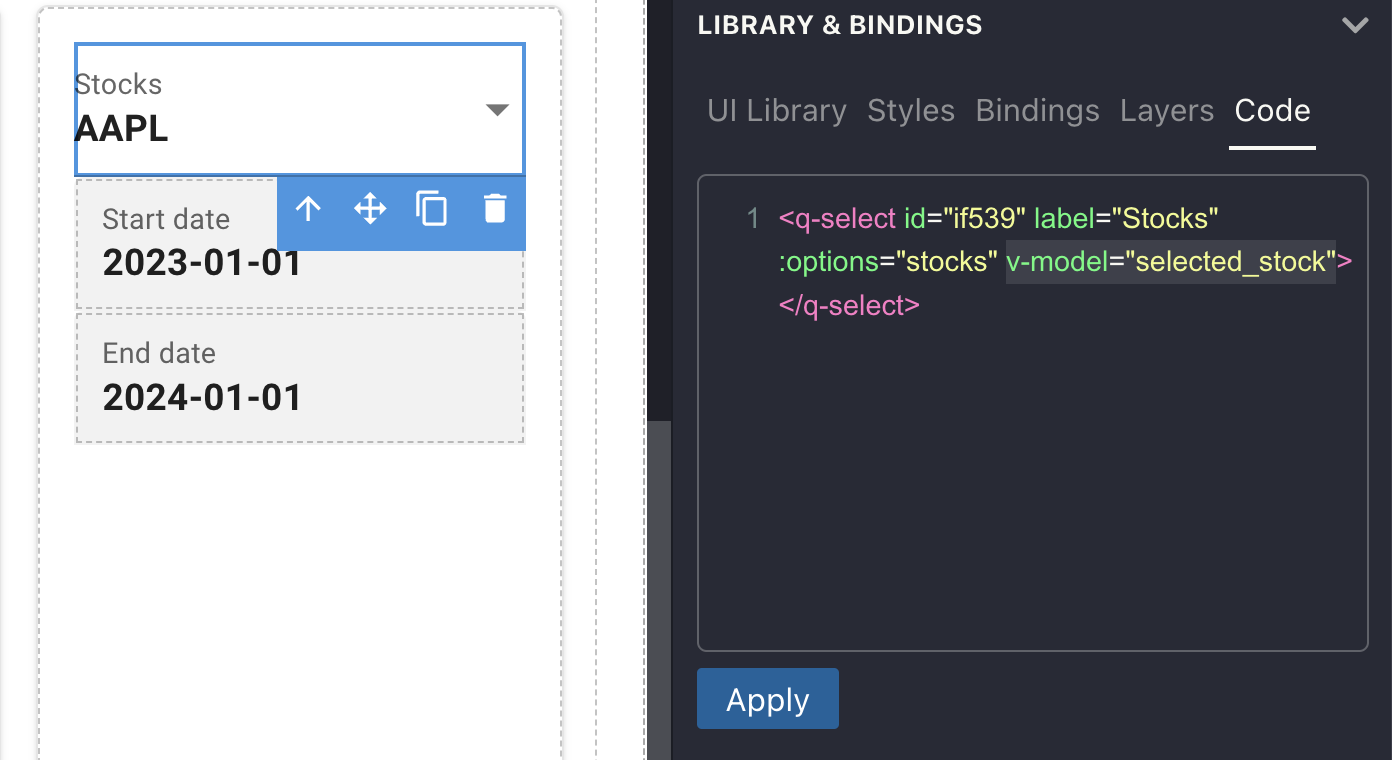 Stocks
AAPL
Start date
2023-01-01
End date
2024-01-01
LIBRARY & BINDINGS
UI Library Styles Bindings Layers Code
1 <q-select id="if539" label="Stocks"
:options="stocks" v-model="selected_stock">
</q-select>
Apply